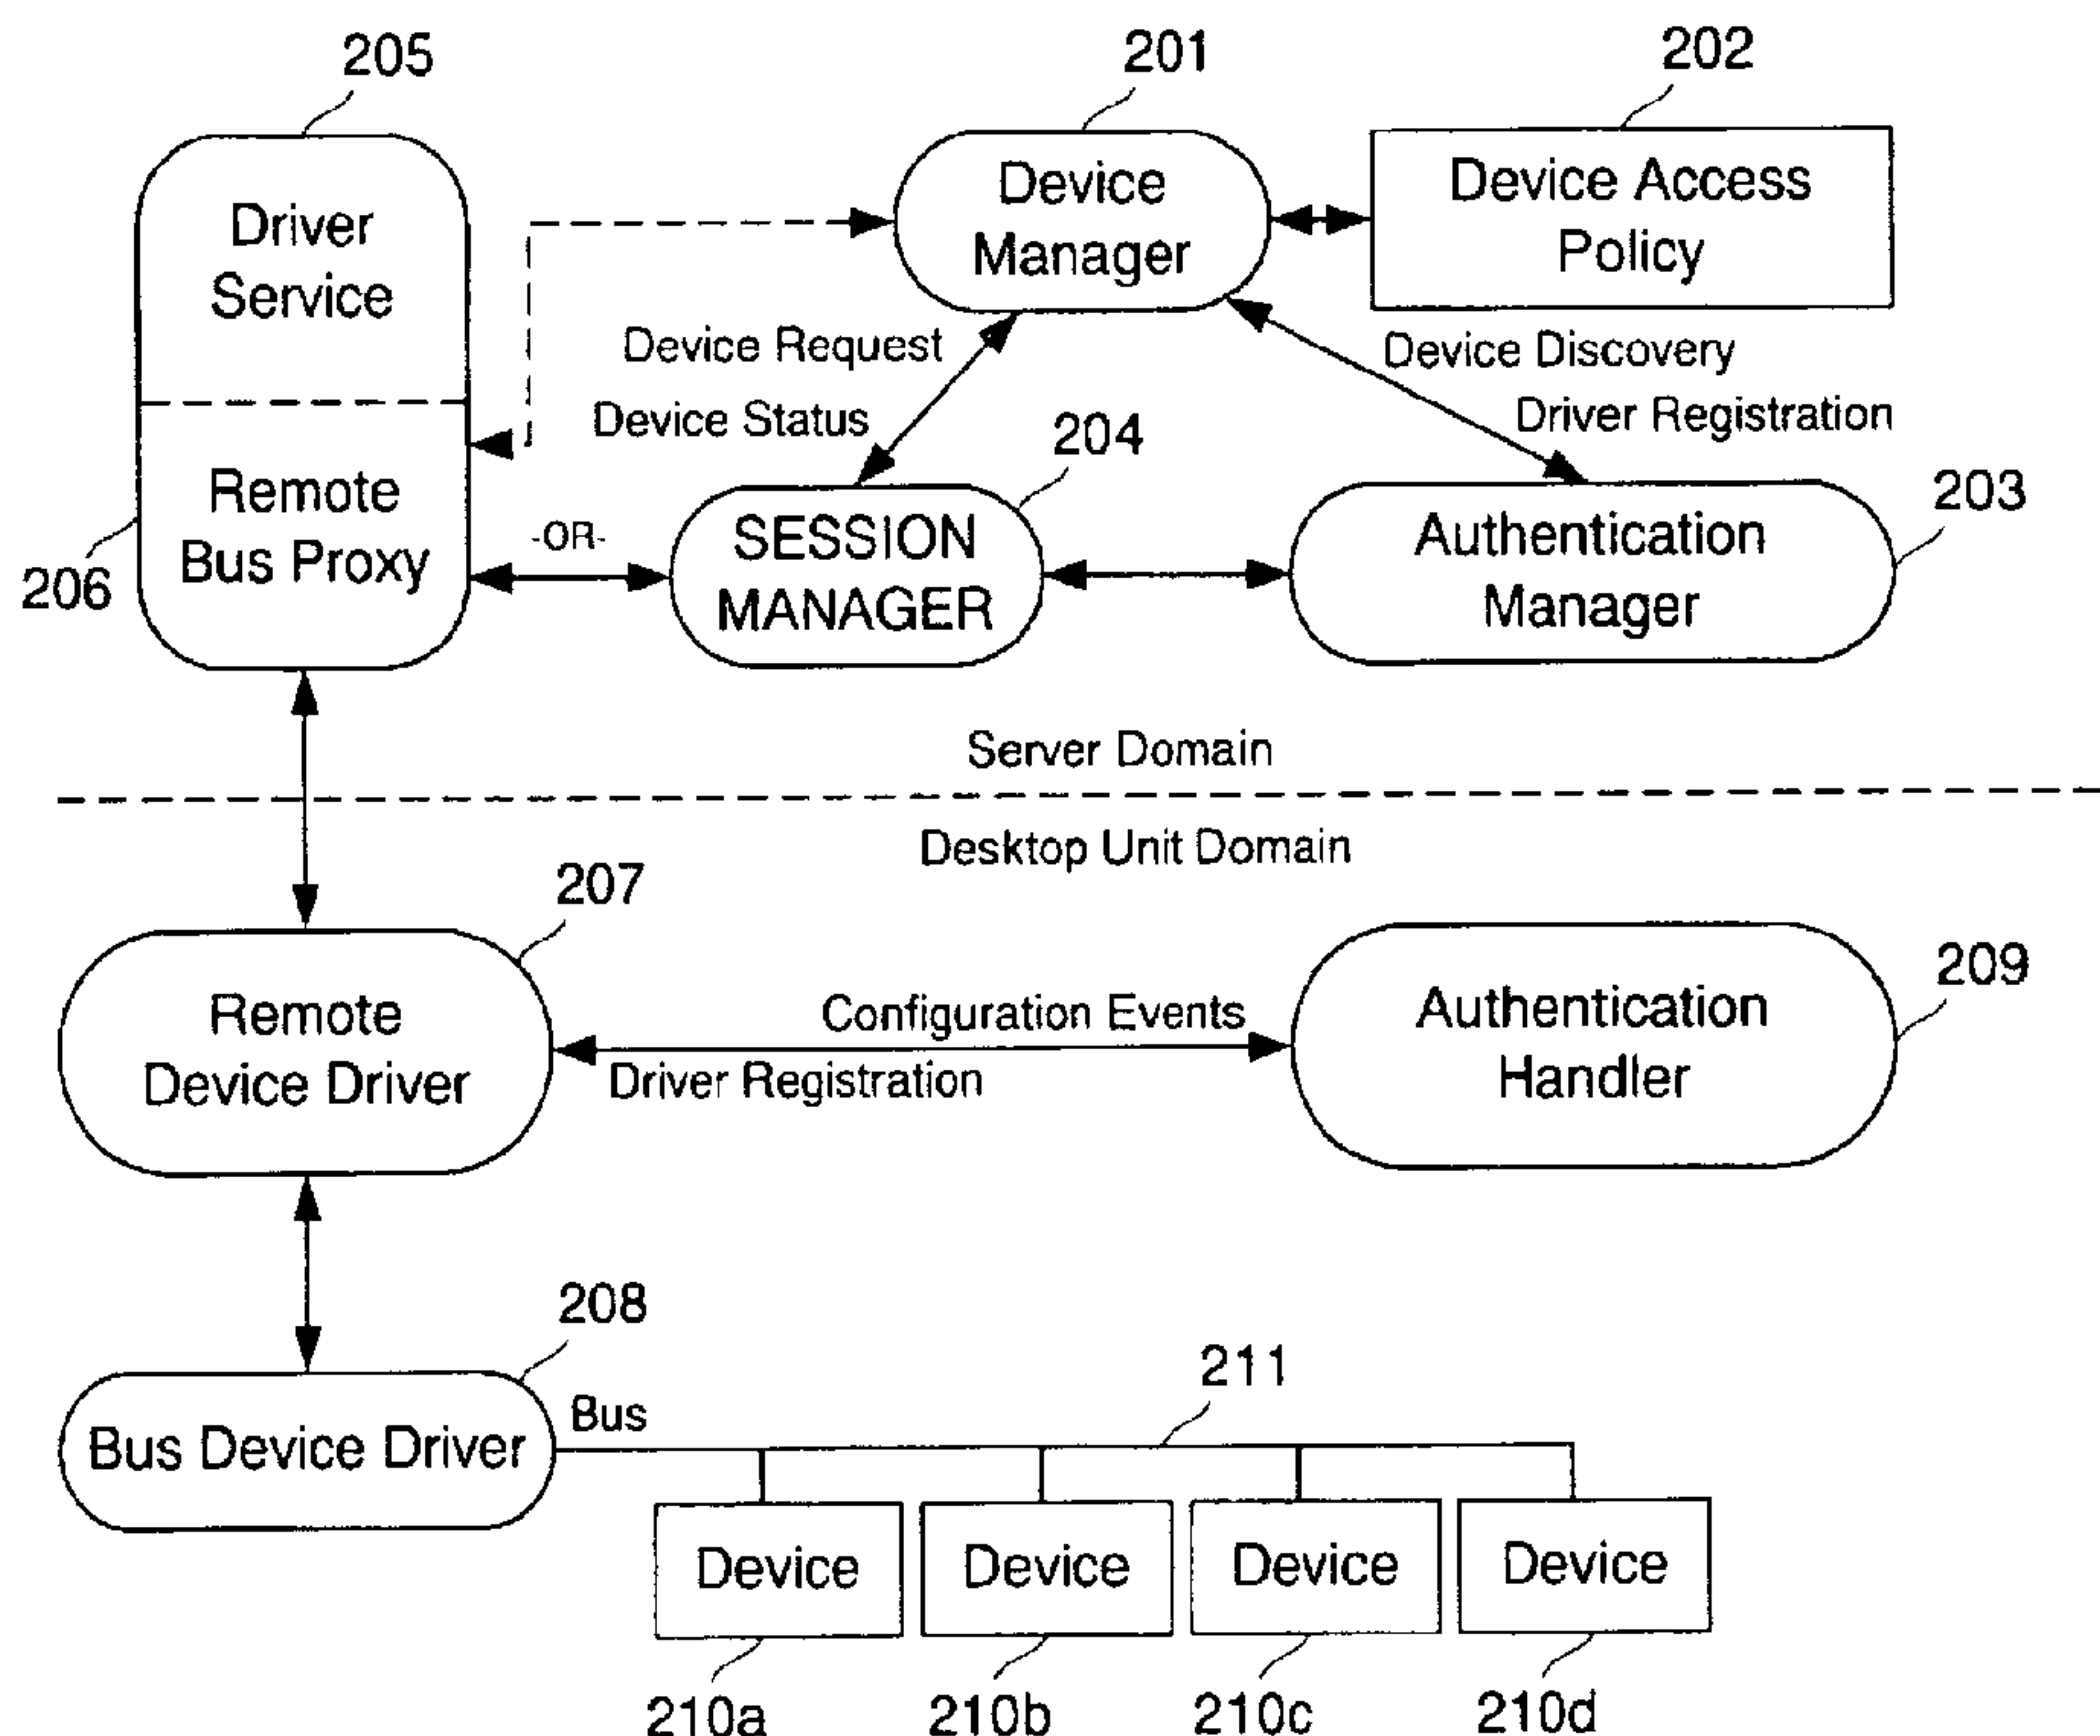 205
201
202
Driver
Service
Device
Manager
Device Access
Policy
Device Request
Device Status
Device Discovery
Driver Registration
204
203
Remote
Bus Proxy
206
-OR-
SESSION
MANAGER
Authentication
Manager
Server Domain
Desktop Unit Domain
207
209
Remote
Device Driver
Configuration Events
Driver Registration
Authentication
Handler
208
211
Bus Device Driver
Bus
Device
Device
Device
Device
210a
210b
210c
210d